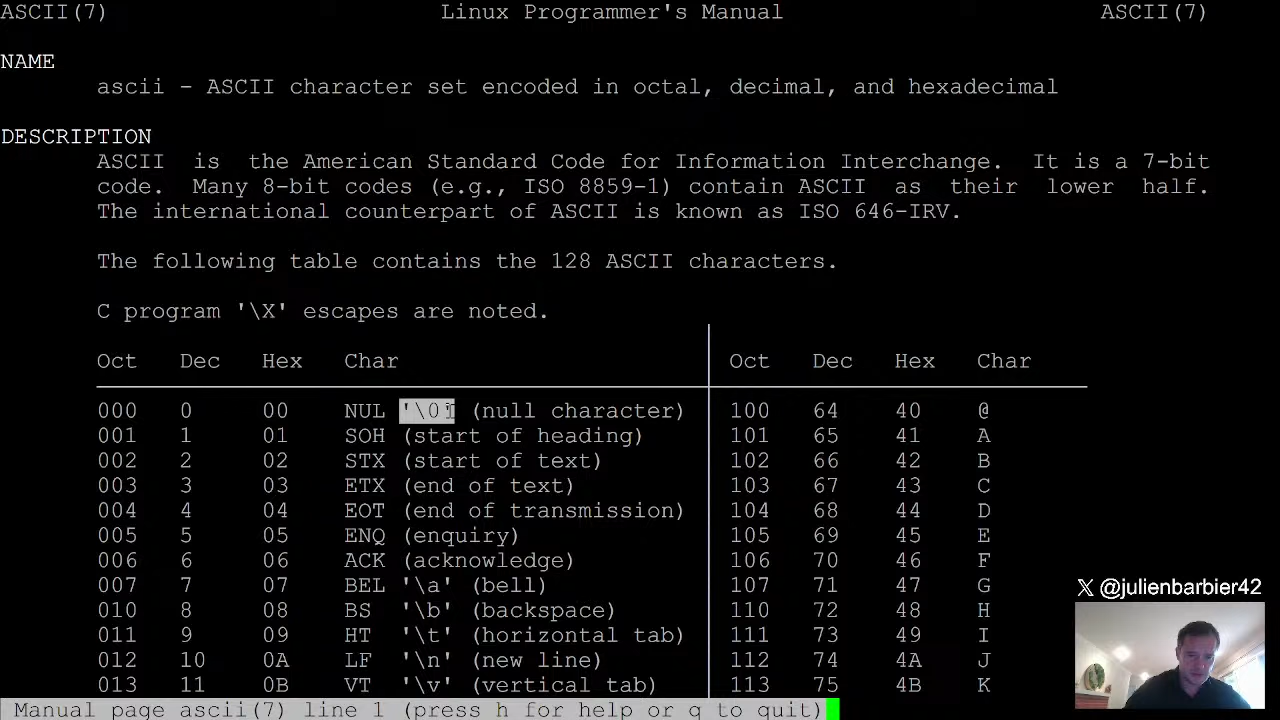 ASCII(7) Linux Programmer's Manual ASCII(7)
NAME
ascii - ASCII character set encoded in octal, decimal, and hexadecimal
DESCRIPTION
ASCII is the American Standard Code for Information Interchange. It is a 7-bit
code. Many 8-bit codes (e.g., ISO 8859-1) contain ASCII as their lower half.
The international counterpart of ASCII is known as ISO 646-IRV.
The following table contains the 128 ASCII characters.
C program '\X' escapes are noted.
Oct Dec Hex Char Oct Dec Hex Char
000 0 00 NUL '\0' (null character) 100 64 40 @
001 1 01 SOH (start of heading) 101 65 41 A
002 2 02 STX (start of text) 102 66 42 B
003 3 03 ETX (end of text) 103 67 43 C
004 4 04 EOT (end of transmission) 104 68 44 D
005 5 05 ENQ (enquiry) 105 69 45 E
006 6 06 ACK (acknowledge) 106 70 46 F
007 7 07 BEL '\a' (bell) 107 71 47 G
010 8 08 BS '\b' (backspace) 110 72 48 H
011 9 09 HT '\t' (horizontal tab) 111 73 49 I
012 10 0A LF '\n' (new line) 112 74 4A J
013 11 0B VT '\v' (vertical tab) 113 75 4B K
X @julienbarbier42
Manual page ascii(7) line 1 (press h for help or q to quit)